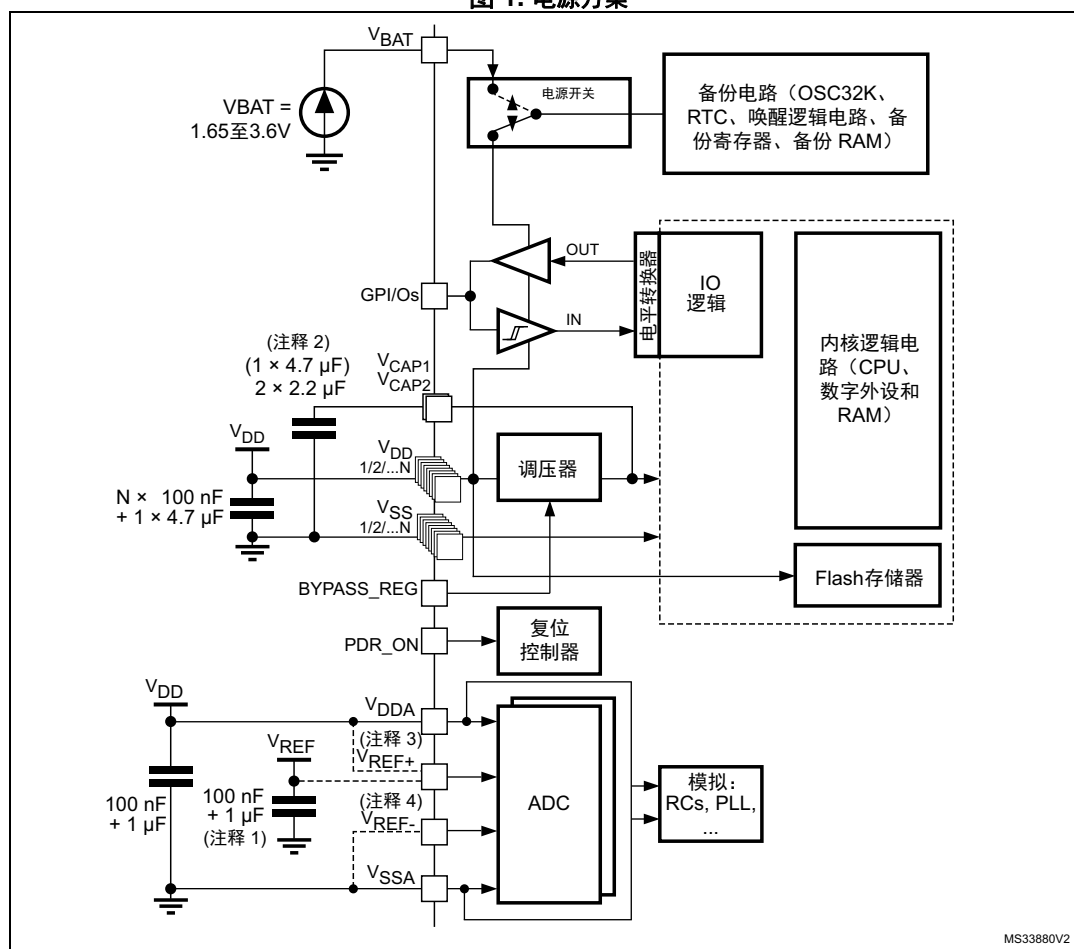 图 1. 电源方案
VBAT
VBAT =
1.65至3.6V
电源开关
备份电路（OSC32K、
RTC、唤醒逻辑电路、备
份寄存器、备份 RAM）
OUT
GPI/Os
IN
电平转换器
IO
逻辑
内核逻辑电
路（CPU、
数字外设和
RAM）
(注释 2)
(1 × 4.7 µF)
2 × 2.2 µF
VCAP1
VCAP2
VDD
VDD
1/2/...N
调压器
N × 100 nF
+ 1 × 4.7 µF
VSS
1/2/...N
Flash存储器
BYPASS_REG
PDR_ON
复位
控制器
VDD
VDDA
(注释 3)
VREF+
VREF
100 nF
+ 1 µF
100 nF
+ 1 µF
(注释 1)
(注释 4)
VREF-
ADC
模拟：
RCs, PLL,
...
VSSA
MS33880V2